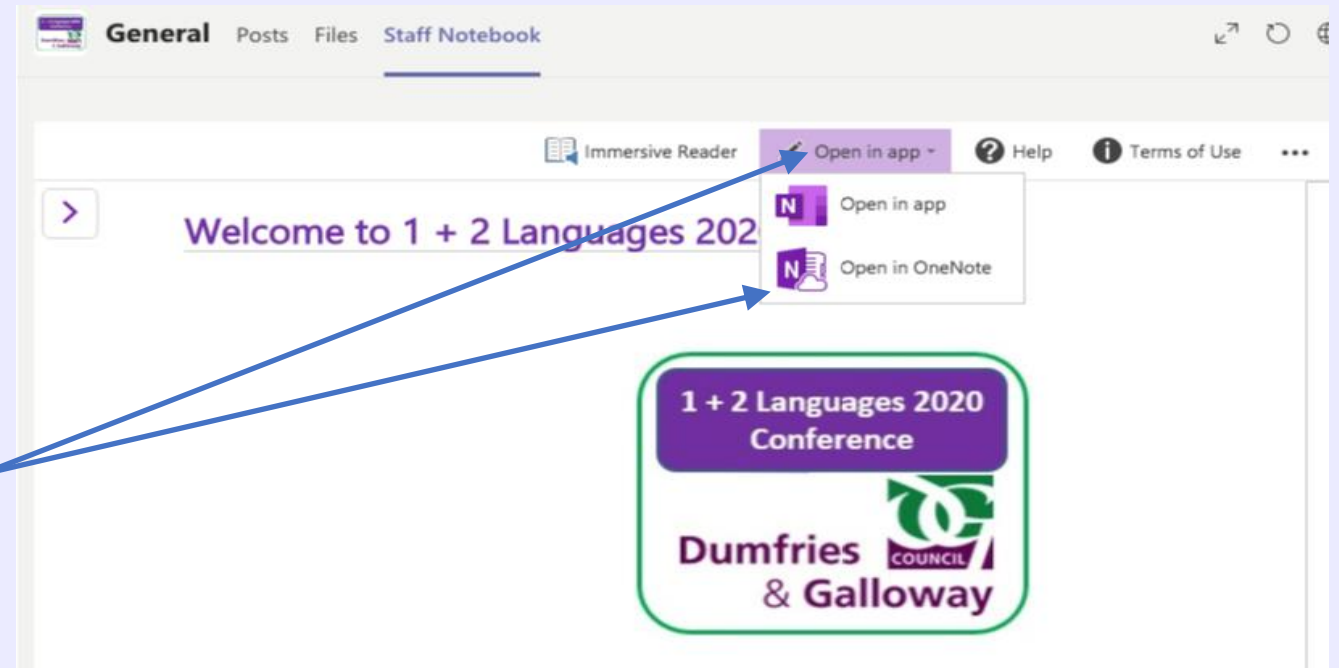 General Posts Files Staff Notebook
Immersive Reader Open in app Help Terms of Use
Open in app
Welcome to 1 + 2 Languages 202
Open in OneNote
1 + 2 Languages 2020
Conference
Dumfries COUNCIL
& Galloway